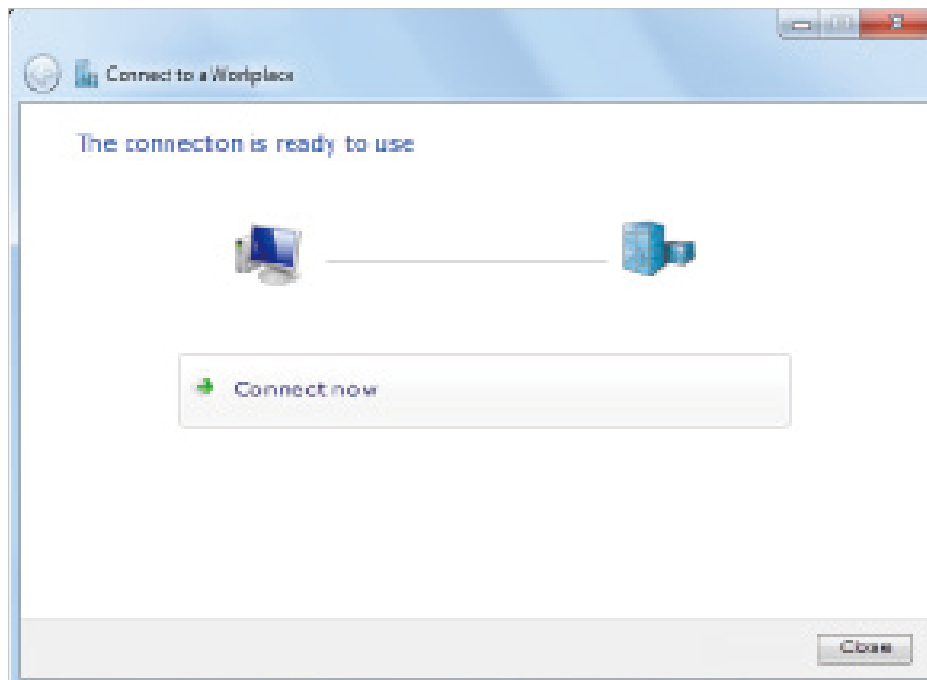 Connect to a Workplace
The connection is ready to use
Connect now
Close